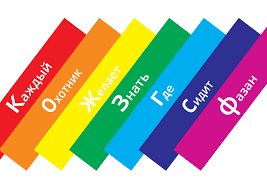 Каждый
Охотник
Желает
Знать
Где
Сидит
Фазан